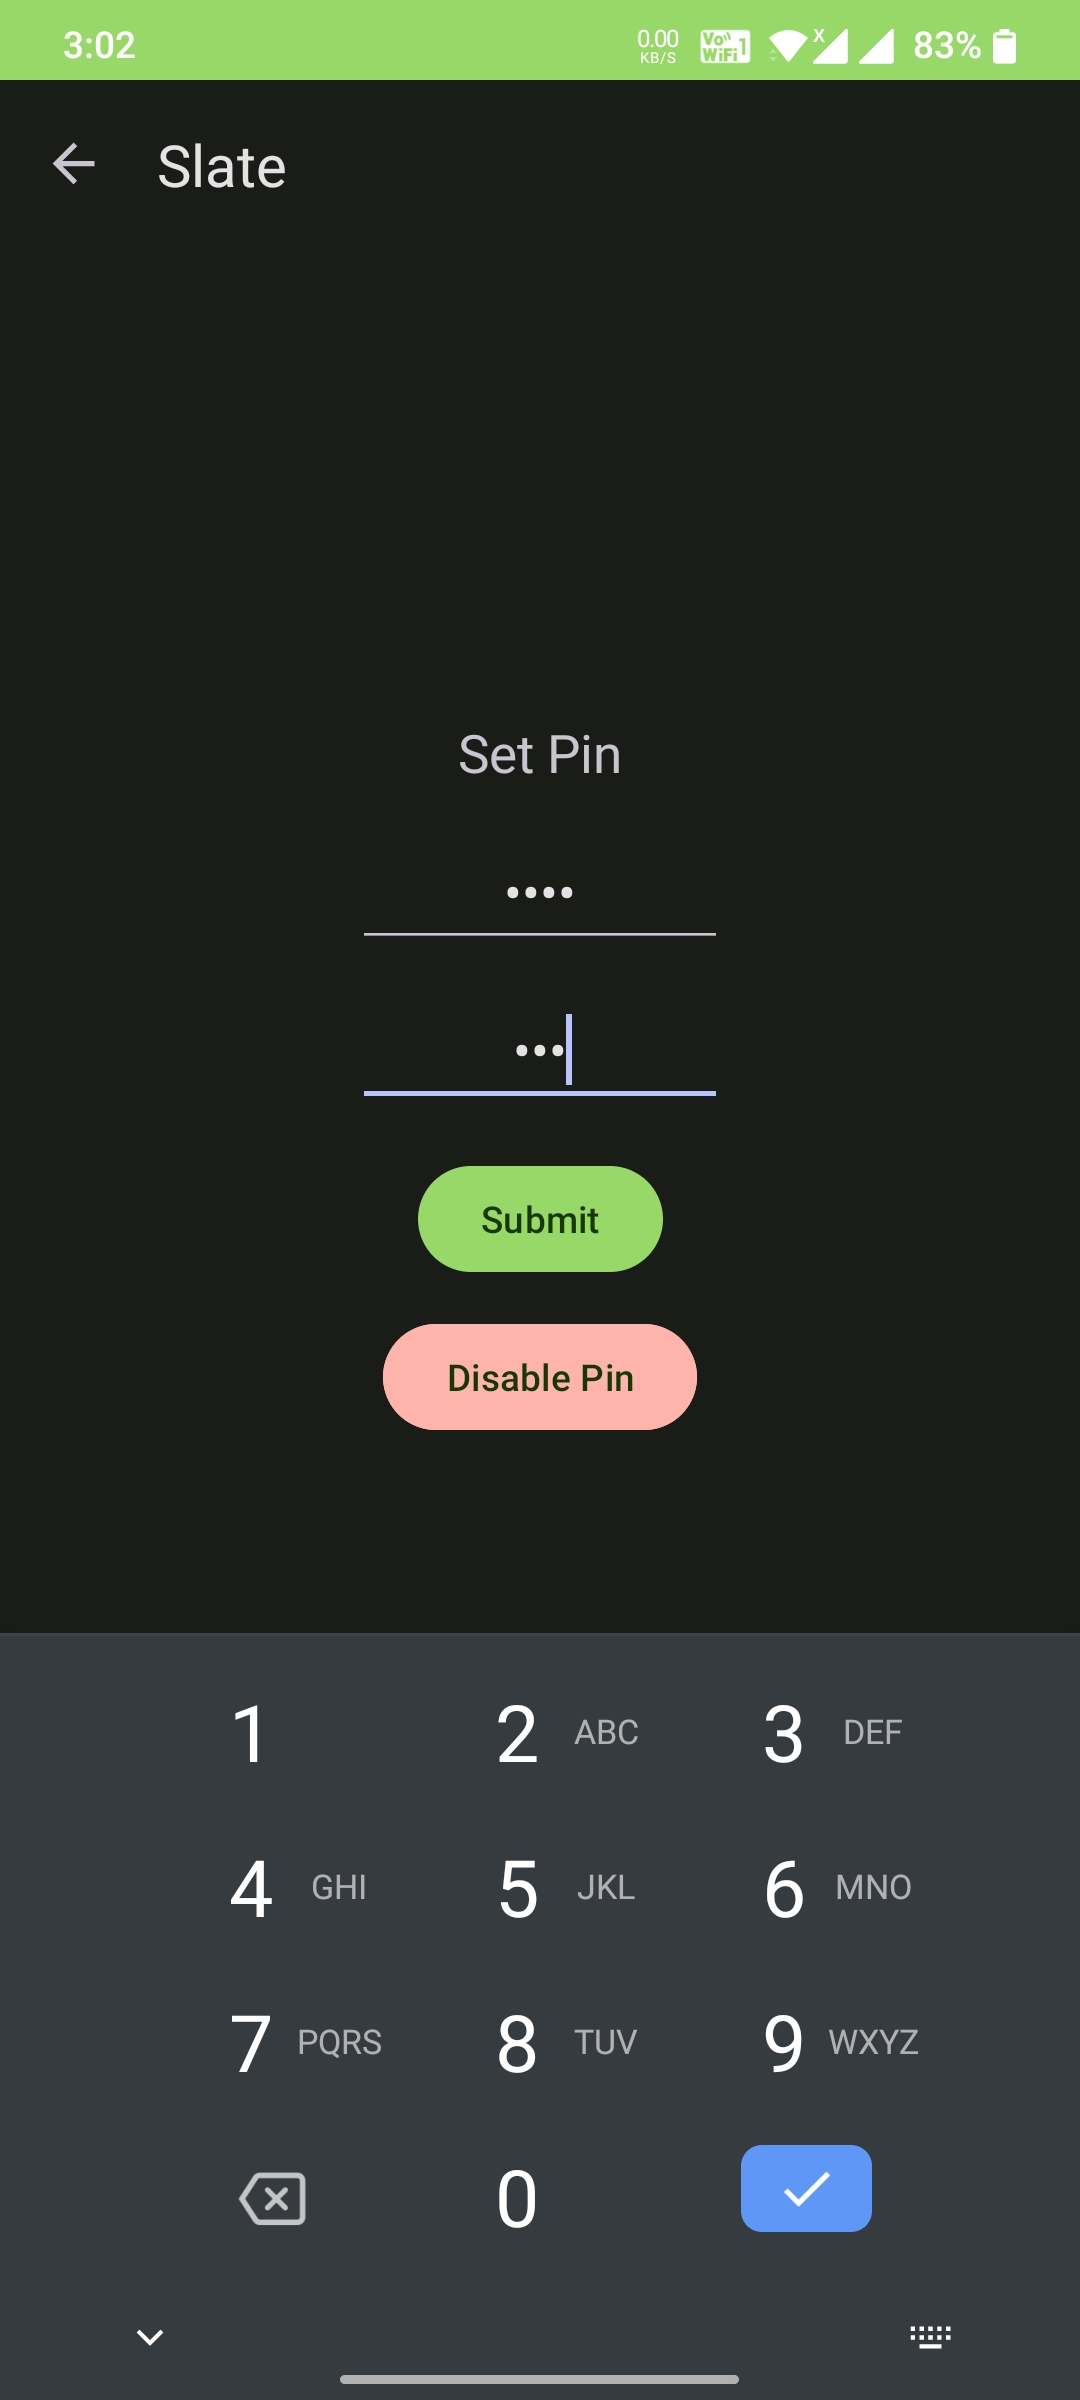 3:02 0.00 KB/S Vo WiFi 1 X 83%
Slate
Set Pin
••••
•••
Submit
Disable Pin
1 2 ABC 3 DEF
4 GHI 5 JKL 6 MNO
7 PQRS 8 TUV 9 WXYZ
0